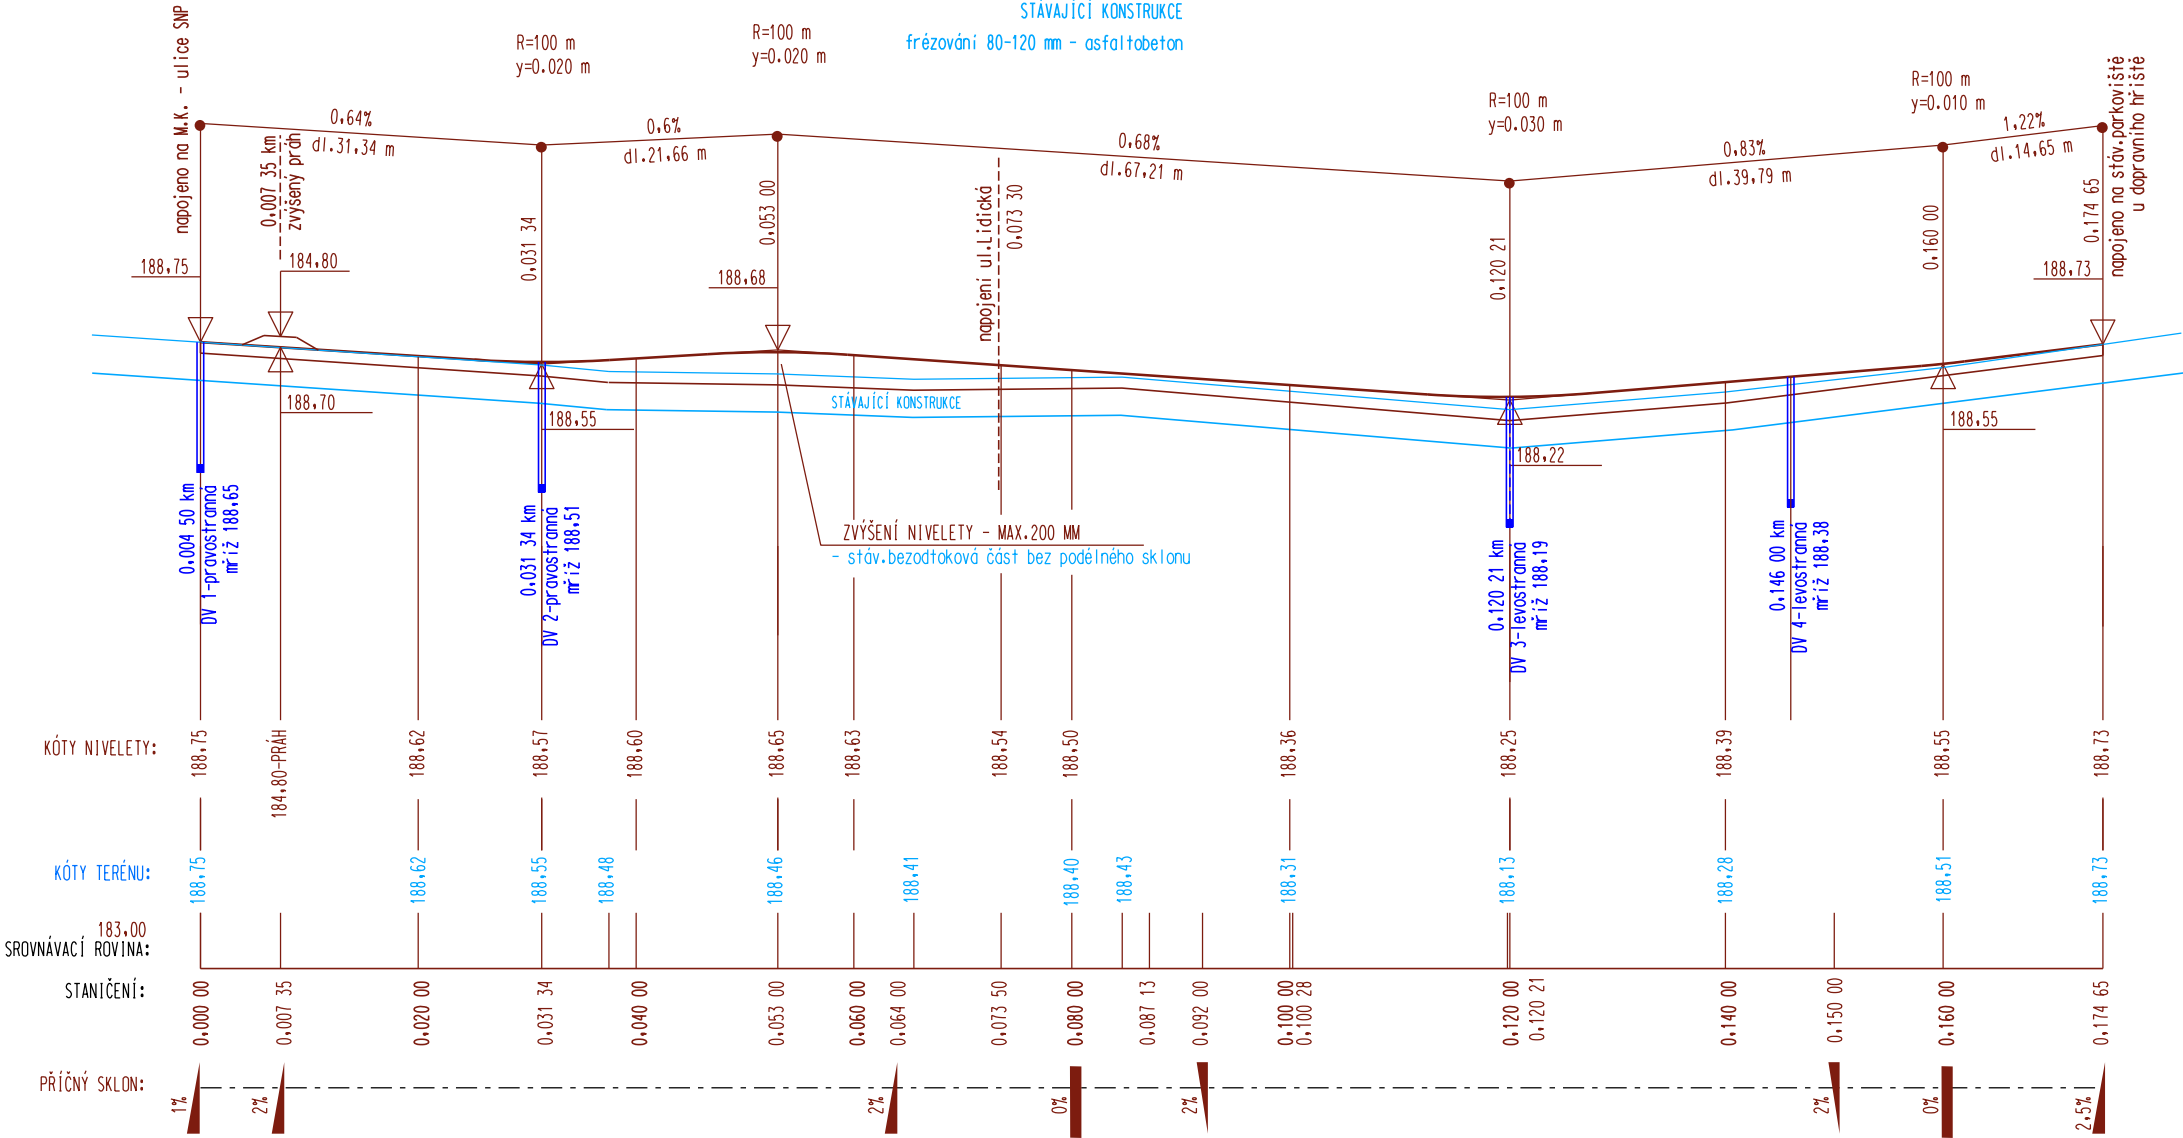 STÁVAJÍCÍ KONSTRUKCE
frézování 80-120 mm - asfaltobeton
napojeno na M.K. - ulice SNP
R=100 m
y=0.020 m
R=100 m
y=0.020 m
R=100 m
y=0.030 m
R=100 m
y=0.010 m
napojeno na stáv.parkoviště
u dopravního hřiště
0,64%
dl.31,34 m
0,6%
dl.21,66 m
0,68%
dl.67,21 m
0,83%
dl.39,79 m
1,22%
dl.14,65 m
0,007 35 km
zvýšený práh
0,031 34
0,053 00
napojení ul.Lidická
0,073 30
0,120 21
0,160 00
0,174 65
188,75
184,80
188,68
188,73
188,70
188,55
STÁVAJÍCÍ KONSTRUKCE
188,22
188,55
0,004 50 km
DV 1-pravostranná
mříž 188,65
0,031 34 km
DV 2-pravostranná
mříž 188,51
ZVÝŠENÍ NIVELETY - MAX.200 MM
- stáv.bezodtoková část bez podélného sklonu
0,120 21 km
DV 3-levostranná
mříž 188,19
0,146 00 km
DV 4-levostranná
mříž 188,38
KÓTY NIVELETY:
188,75
184,80-PRÁH
188,62
188,57
188,60
188,65
188,63
188,54
188,50
188,36
188,25
188,39
188,55
188,73
KÓTY TERÉNU:
188,75
188,62
188,55
188,48
188,46
188,41
188,40
188,43
188,31
188,13
188,28
188,51
188,73
183,00
SROVNÁVACÍ ROVINA:
STANIČENÍ:
0,000 00
0,007 35
0,020 00
0,031 34
0,040 00
0,053 00
0,060 00
0,064 00
0,073 50
0,080 00
0,087 13
0,092 00
0,100 00
0,100 28
0,120 00
0,120 21
0,140 00
0,150 00
0,160 00
0,174 65
PŘÍČNÝ SKLON:
1%
2%
2%
0%
2%
2%
0%
2,5%